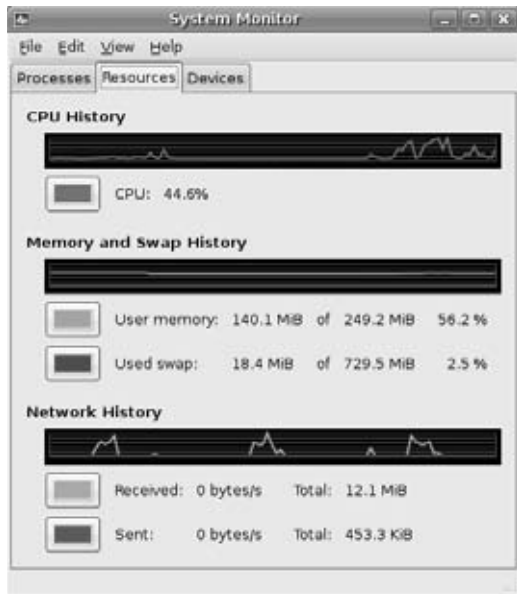 System Monitor
File Edit View Help
Processes Resources Devices
CPU History
CPU: 44.6%
Memory and Swap History
User memory: 140.1 MiB of 249.2 MiB 56.2 %
Used swap: 18.4 MiB of 729.5 MiB 2.5 %
Network History
Received: 0 bytes/s Total: 12.1 MiB
Sent: 0 bytes/s Total: 453.3 KiB